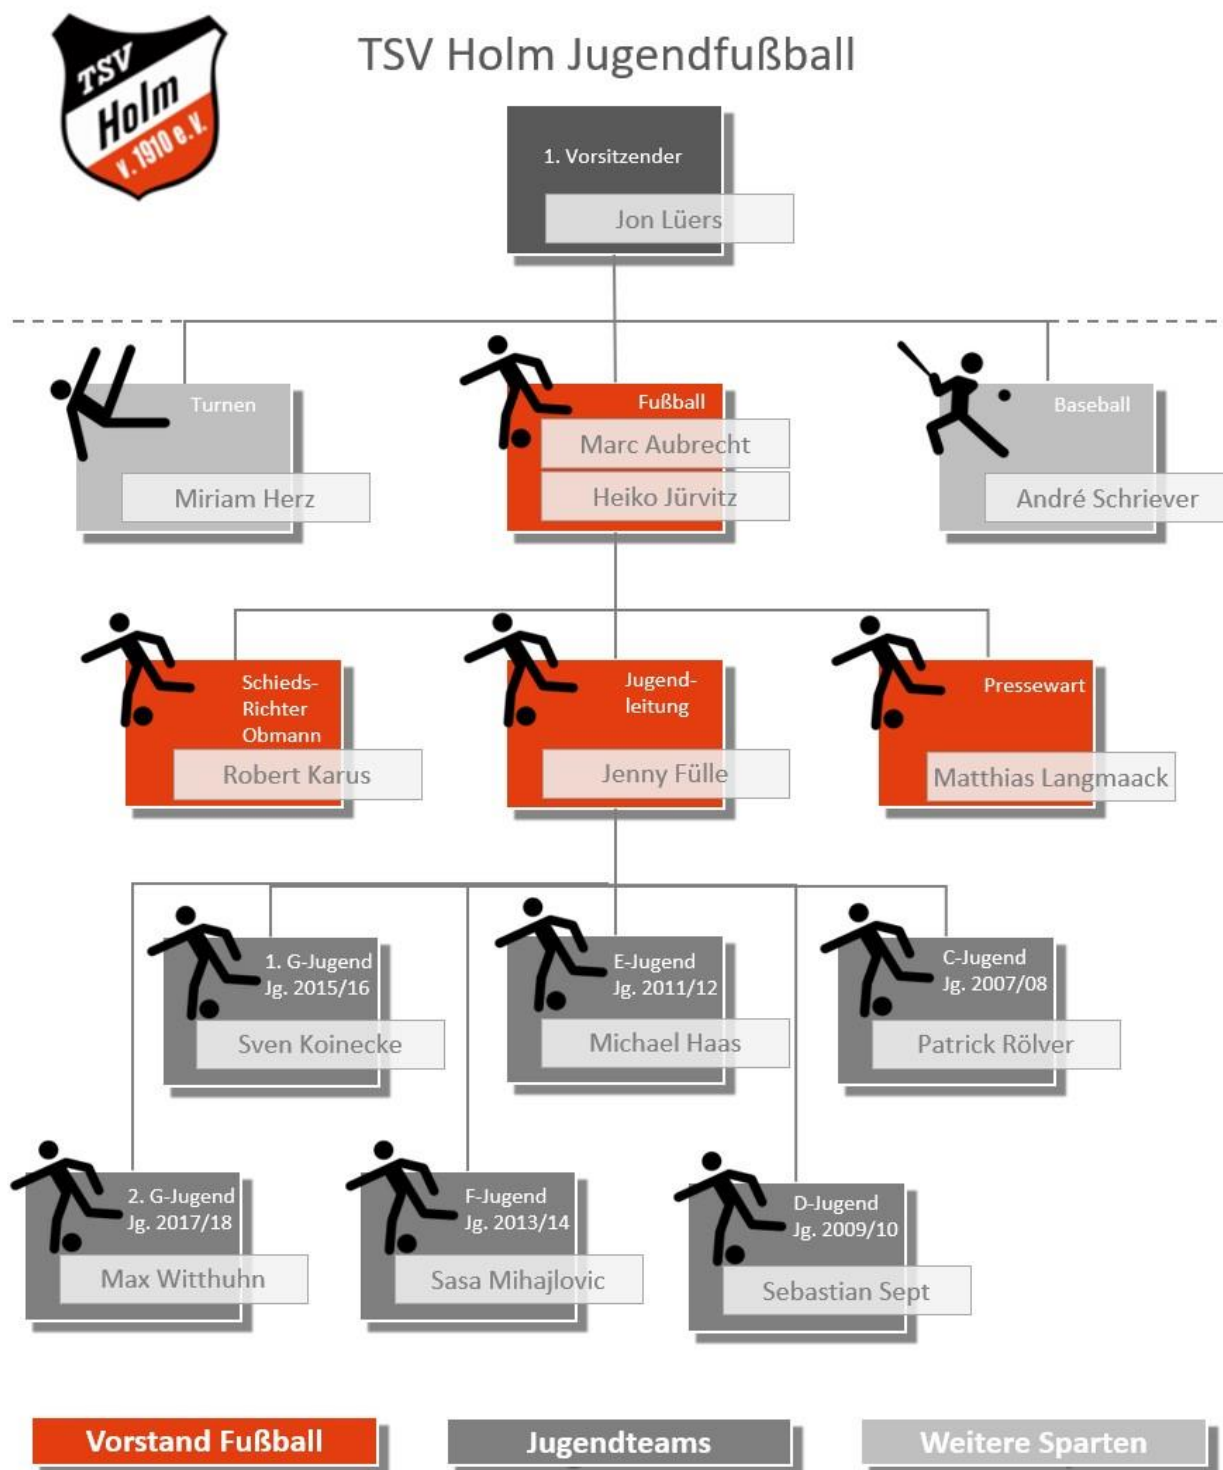 TSV
Holm
v. 1910 e.V.
TSV Holm Jugendfußball
1. Vorsitzender
Jon Lüers
Turnen
Miriam Herz
Fußball
Marc Aubrecht
Heiko Jürvitz
Baseball
André Schriever
Schieds-
Richter
Obmann
Robert Karus
Jugend-
leitung
Jenny Fülle
Pressewart
Matthias Langmaack
1. G-Jugend
Jg. 2015/16
Sven Koinecke
E-Jugend
Jg. 2011/12
Michael Haas
C-Jugend
Jg. 2007/08
Patrick Rölver
2. G-Jugend
Jg. 2017/18
Max Witthuhn
F-Jugend
Jg. 2013/14
Sasa Mihajlovic
D-Jugend
Jg. 2009/10
Sebastian Sept
Vorstand Fußball
Jugendteams
Weitere Sparten